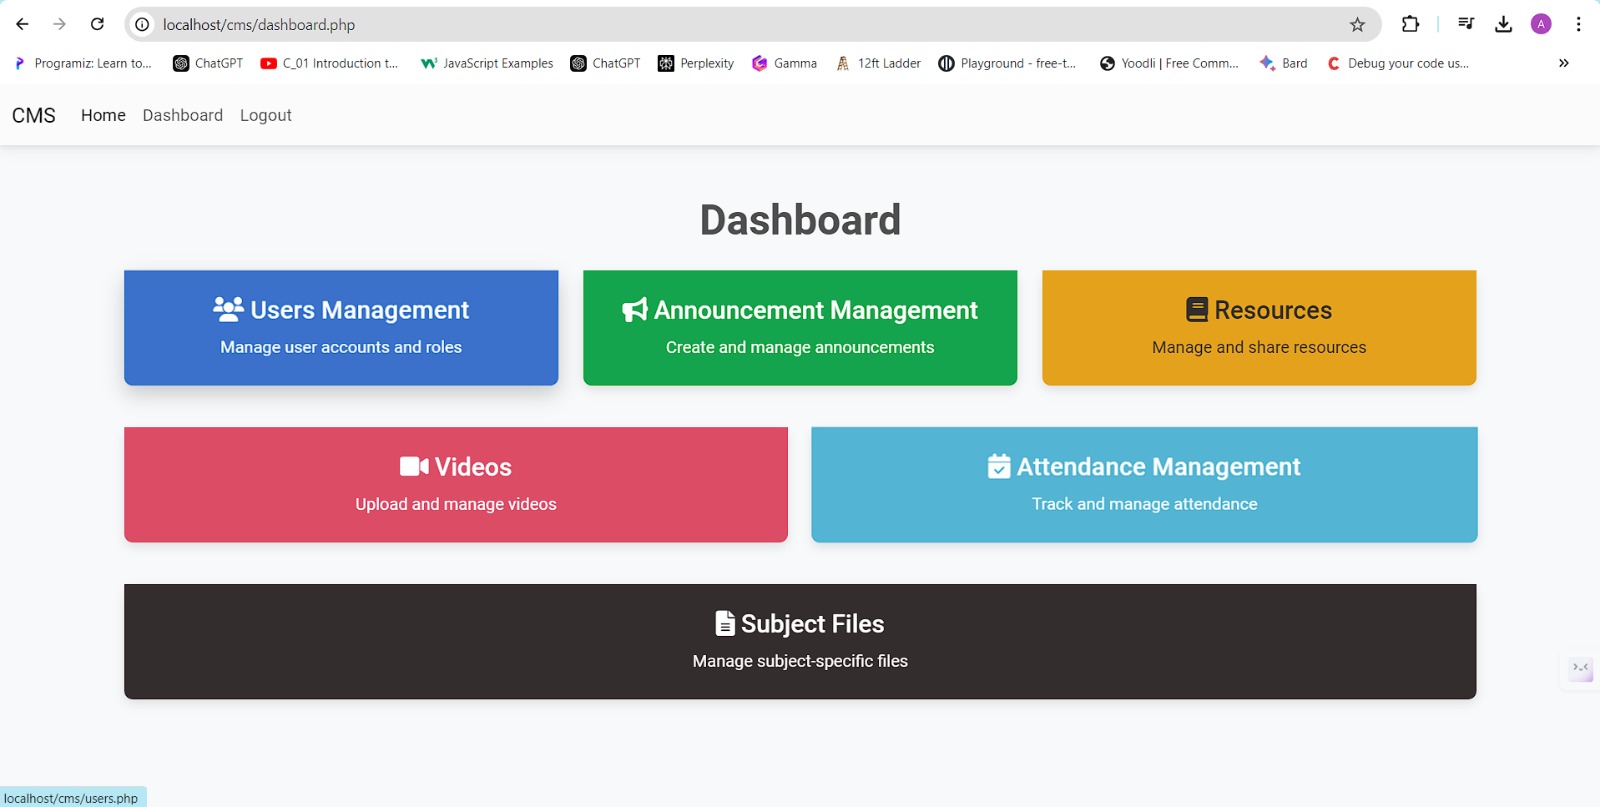 localhost/cms/dashboard.php
A
Programiz: Learn to... ChatGPT C_01 Introduction t... JavaScript Examples ChatGPT Perplexity Gamma 12ft Ladder Playground - free-t... Yoodli | Free Comm... Bard Debug your code us...
CMS Home Dashboard Logout
Dashboard
Users Management
Manage user accounts and roles
Announcement Management
Create and manage announcements
Resources
Manage and share resources
Videos
Upload and manage videos
Attendance Management
Track and manage attendance
Subject Files
Manage subject-specific files
localhost/cms/users.php